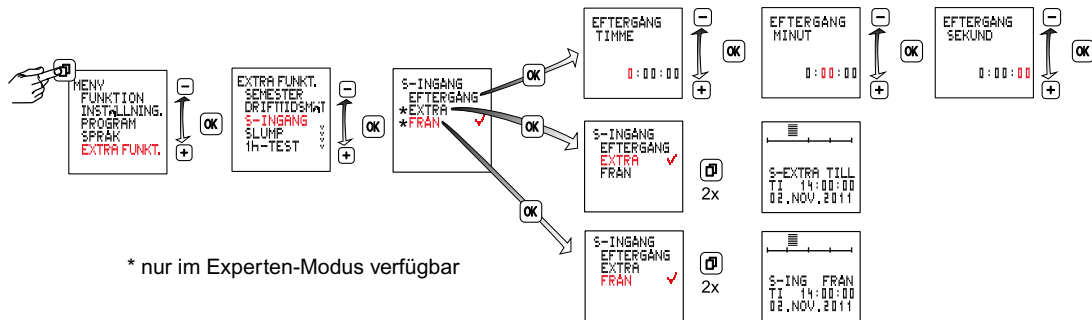 MENY
FUNKTION
INSTÄLLNING.
PROGRAM
SPRÅK
EXTRA FUNKT.
OK
EXTRA FUNKT.
SEMESTER
DRIFTTIDSMÄT
S-INGÅNG
SLUMP
1h-TEST
OK
S-INGÅNG
EFTERGÅNG
*EXTRA
*FRÅN
OK
OK
OK
EFTERGÅNG
TIMME
0:00:00
OK
EFTERGÅNG
MINUT
0:00:00
OK
EFTERGÅNG
SEKUND
0:00:00
OK
S-INGÅNG
EFTERGÅNG
EXTRA
FRÅN
2x
S-EXTRA TILL
TI 14:00:00
02.NOV.2011
S-INGÅNG
EFTERGÅNG
EXTRA
FRÅN
2x
S-ING FRÅN
TI 14:00:00
02.NOV.2011
* nur im Experten-Modus verfügbar